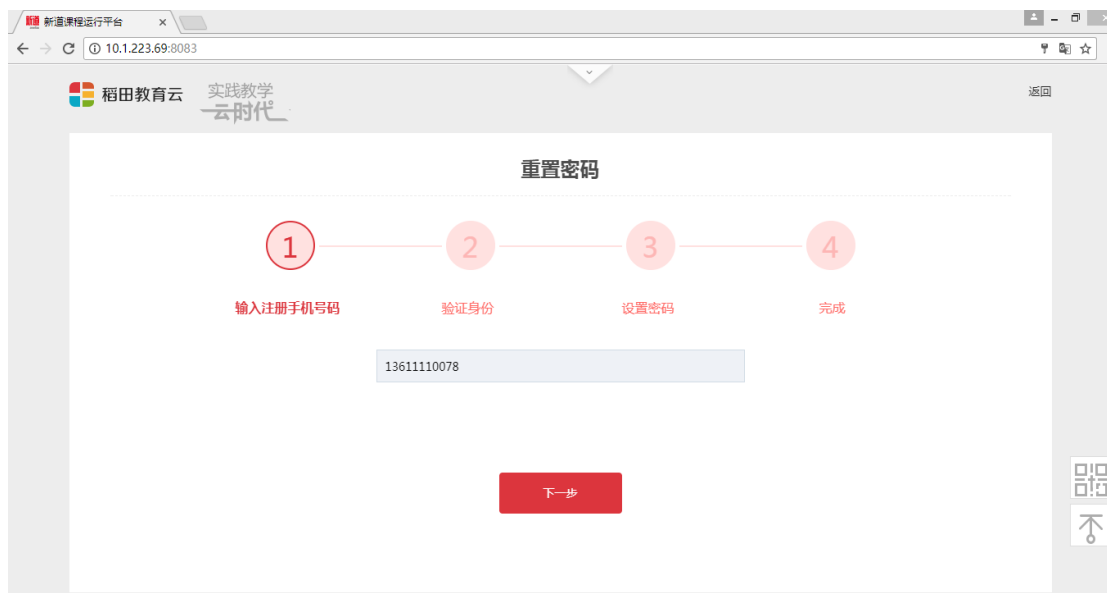 新道 新道课程运行平台
10.1.223.69:8083
稻田教育云
实践教学
云时代
返回
重置密码
1
2
3
4
输入注册手机号码
验证身份
设置密码
完成
13611110078
下一步